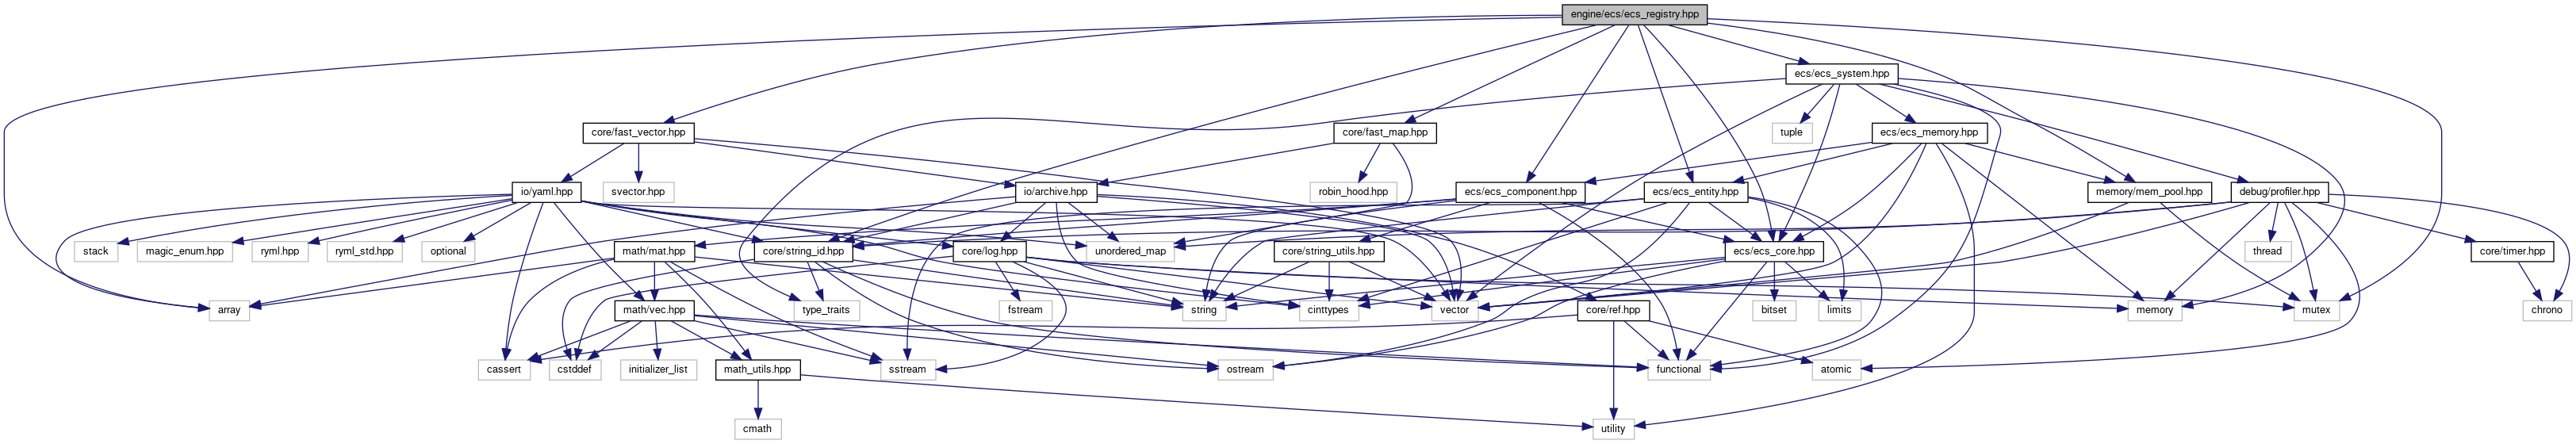 engine/ecs/ecs_registry.hpp
ecs/ecs_system.hpp
core/fast_vector.hpp
core/fast_map.hpp
tuple
ecs/ecs_memory.hpp
io/yaml.hpp
svector.hpp
io/archive.hpp
robin_hood.hpp
ecs/ecs_component.hpp
ecs/ecs_entity.hpp
memory/mem_pool.hpp
debug/profiler.hpp
stack
magic_enum.hpp
ryml.hpp
ryml_std.hpp
optional
math/mat.hpp
core/string_id.hpp
core/log.hpp
unordered_map
core/string_utils.hpp
ecs/ecs_core.hpp
thread
core/timer.hpp
array
math/vec.hpp
type_traits
fstream
string
cinttypes
vector
core/ref.hpp
bitset
limits
memory
mutex
chrono
cassert
cstddef
initializer_list
math_utils.hpp
sstream
ostream
functional
atomic
cmath
utility